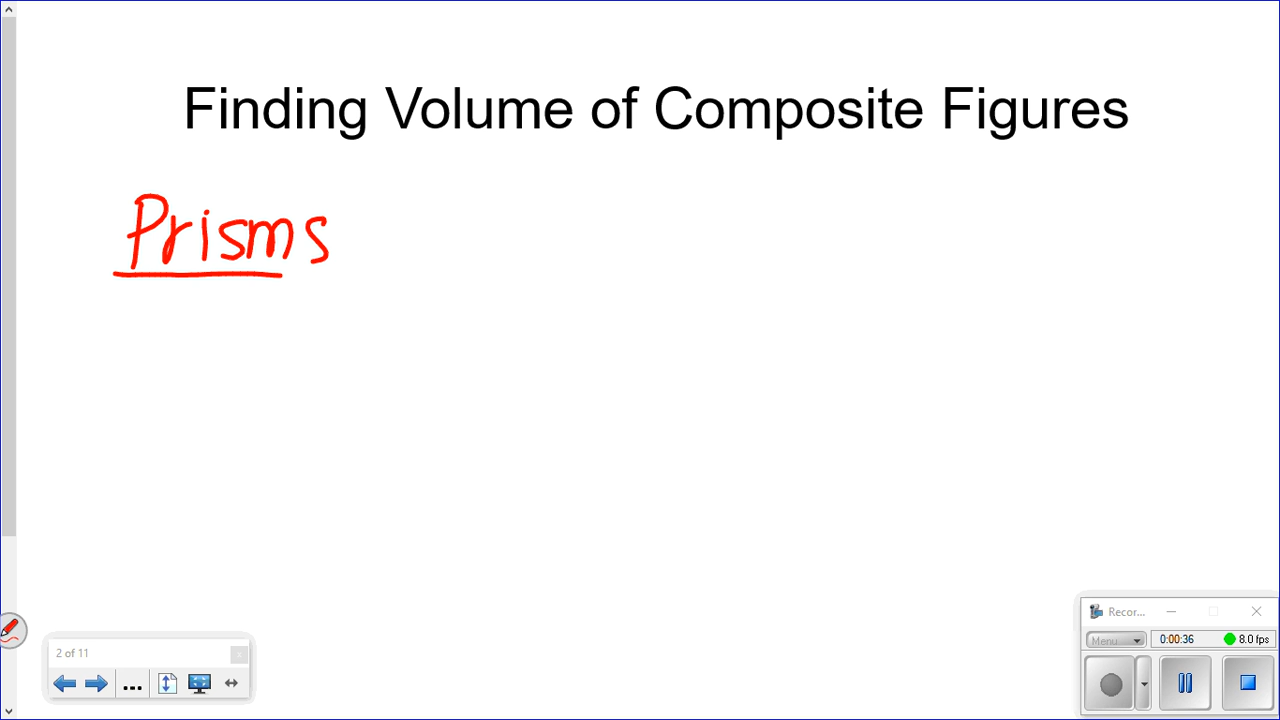 Finding Volume of Composite Figures
Prisms
2 of 11
Recor...
Menu
0:00:36
8.0 fps